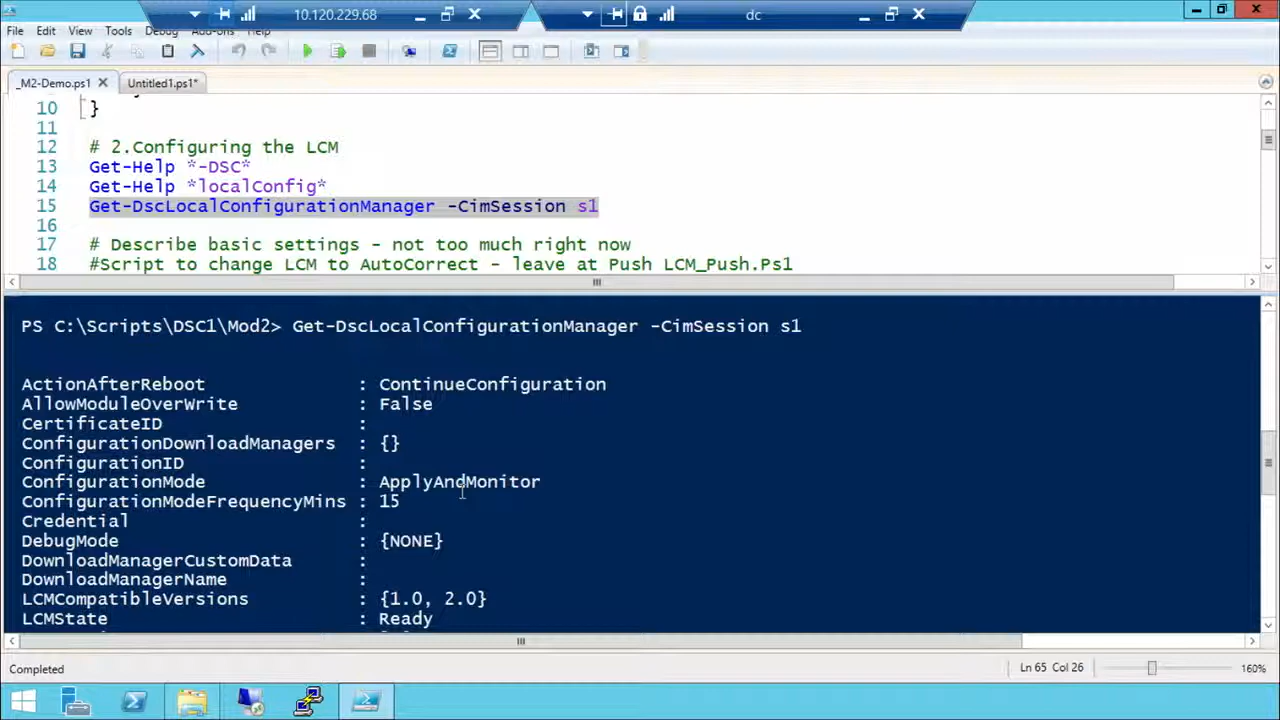 10.120.229.68
dc
File Edit View Tools Debug Add-ons Help
_M2-Demo.ps1
Untitled1.ps1*
10 }
11
12 # 2.Configuring the LCM
13 Get-Help *-DSC*
14 Get-Help *localConfig*
15 Get-DscLocalConfigurationManager -CimSession s1
16
17 # Describe basic settings - not too much right now
18 #Script to change LCM to AutoCorrect - leave at Push LCM_Push.Ps1
PS C:\Scripts\DSC1\Mod2> Get-DscLocalConfigurationManager -CimSession s1
ActionAfterReboot : ContinueConfiguration
AllowModuleOverWrite : False
CertificateID :
ConfigurationDownloadManagers : {}
ConfigurationID :
ConfigurationMode : ApplyAndMonitor
ConfigurationModeFrequencyMins : 15
Credential :
DebugMode : {NONE}
DownloadManagerCustomData :
DownloadManagerName :
LCMCompatibleVersions : {1.0, 2.0}
LCMState : Ready
Completed
Ln 65 Col 26
160%